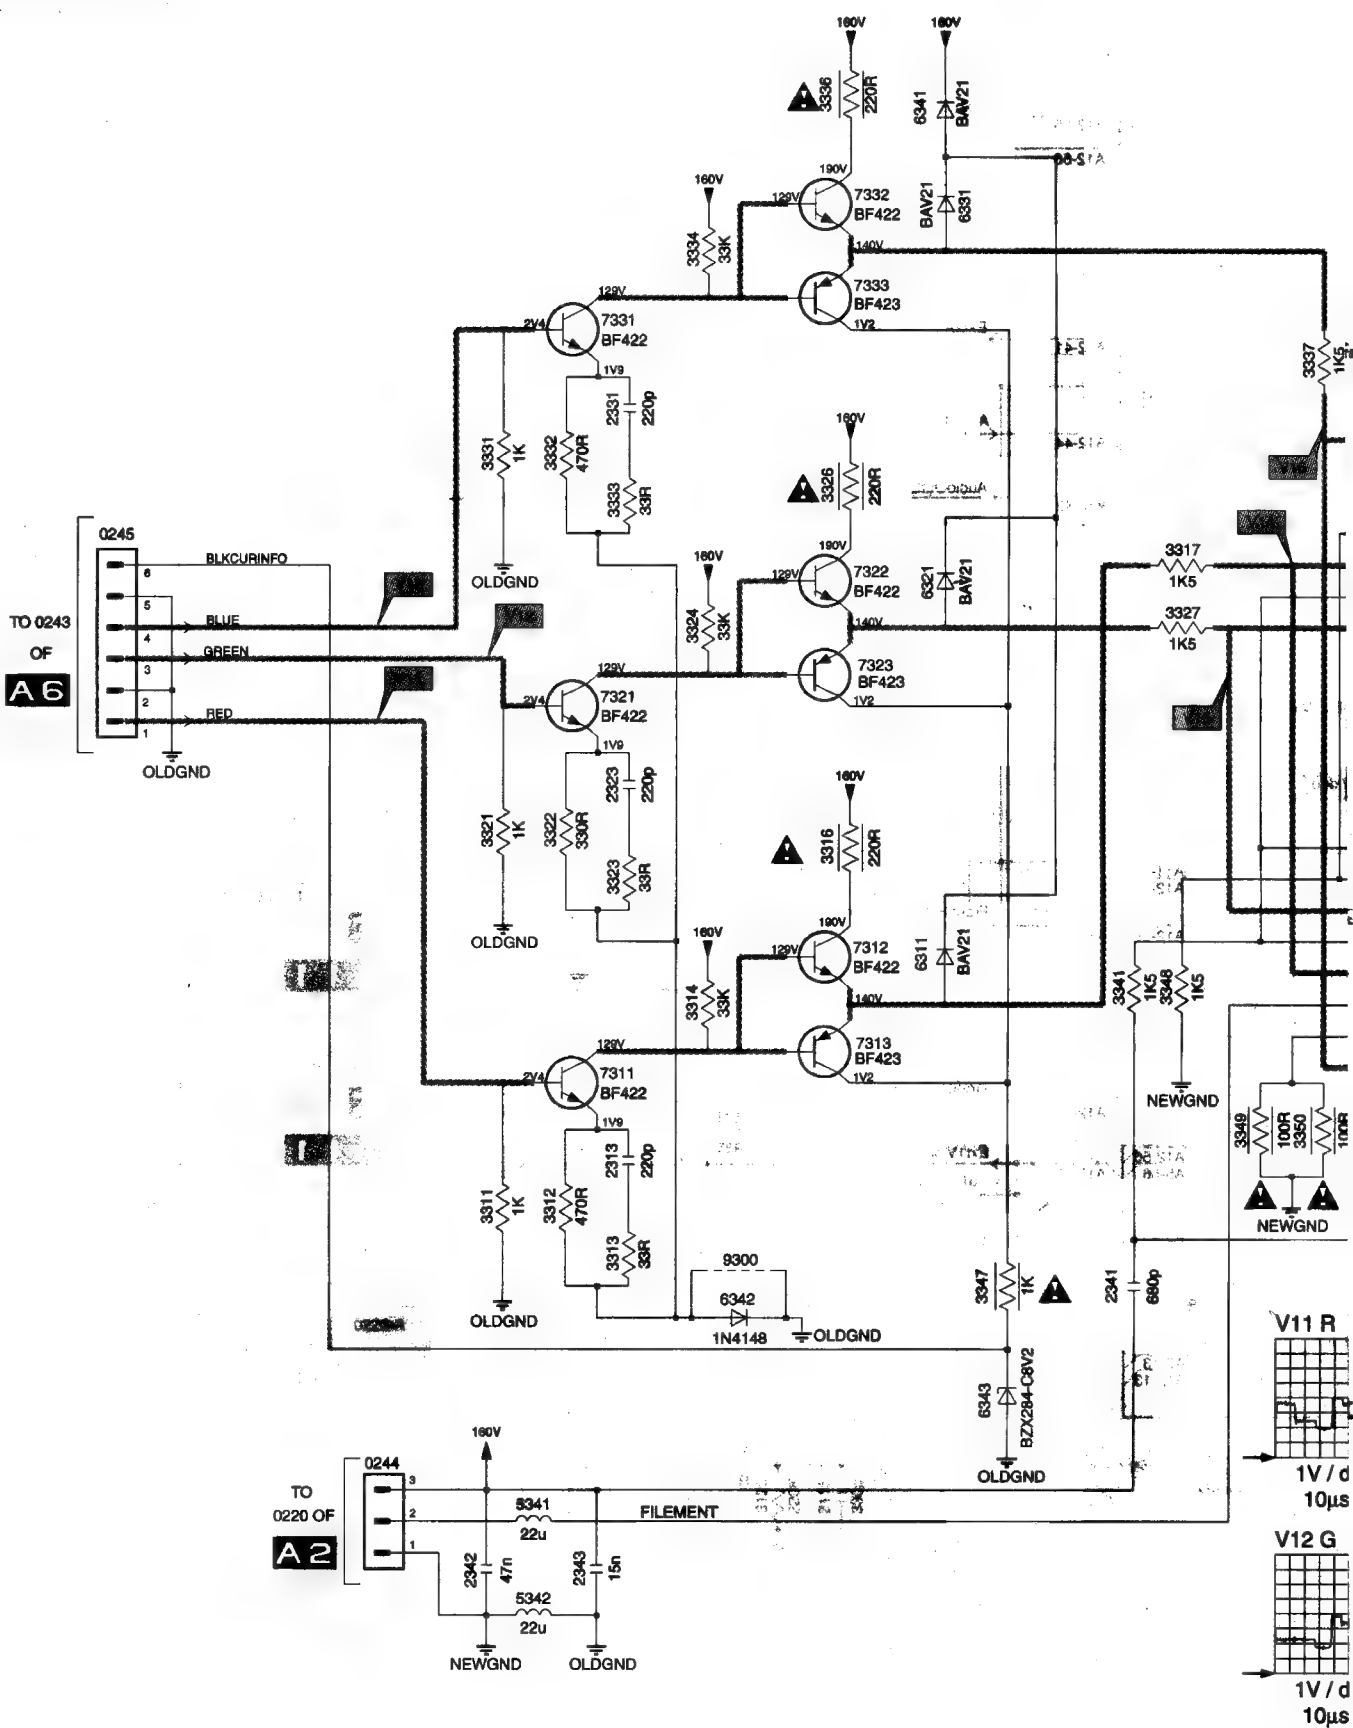 160V
160V
3336
220R
6341
BAV21
190V
160V
129V
7332
BF422
BAV21
6331
3334
33K
140V
129V
7333
BF423
2V4
7331
BF422
1V2
3337
1K5
1V9
2331
220p
3331
1K
3332
470R
3333
33R
160V
3326
220R
0245
BLKCURINFO
6
5
TO 0243
BLUE
4
OF
GREEN
3
A 6
2
RED
1
OLDGND
OLDGND
190V
160V
129V
7322
BF422
6321
BAV21
3317
1K5
3324
33K
140V
3327
1K5
129V
7323
BF423
2V4
7321
BF422
1V2
1V9
2323
220p
160V
3321
1K
3322
330R
3316
220R
3323
33R
OLDGND
190V
160V
129V
7312
BF422
6311
BAV21
3314
33K
140V
3341
1K5
3348
1K5
129V
7313
BF423
2V4
7311
BF422
1V2
NEWGND
1V9
2313
220p
3349
100R
3350
100R
3311
1K
3312
470R
3313
33R
NEWGND
9300
6342
1N4148
OLDGND
OLDGND
3347
1K
2341
680p
V11 R
6343
BZX284-C8V2
160V
0244
OLDGND
1V / d
10µs
3
TO
0220 OF
5341
22u
FILEMENT
2
A 2
1
2342
47n
2343
15n
V12 G
5342
22u
NEWGND
OLDGND
1V / d
10µs